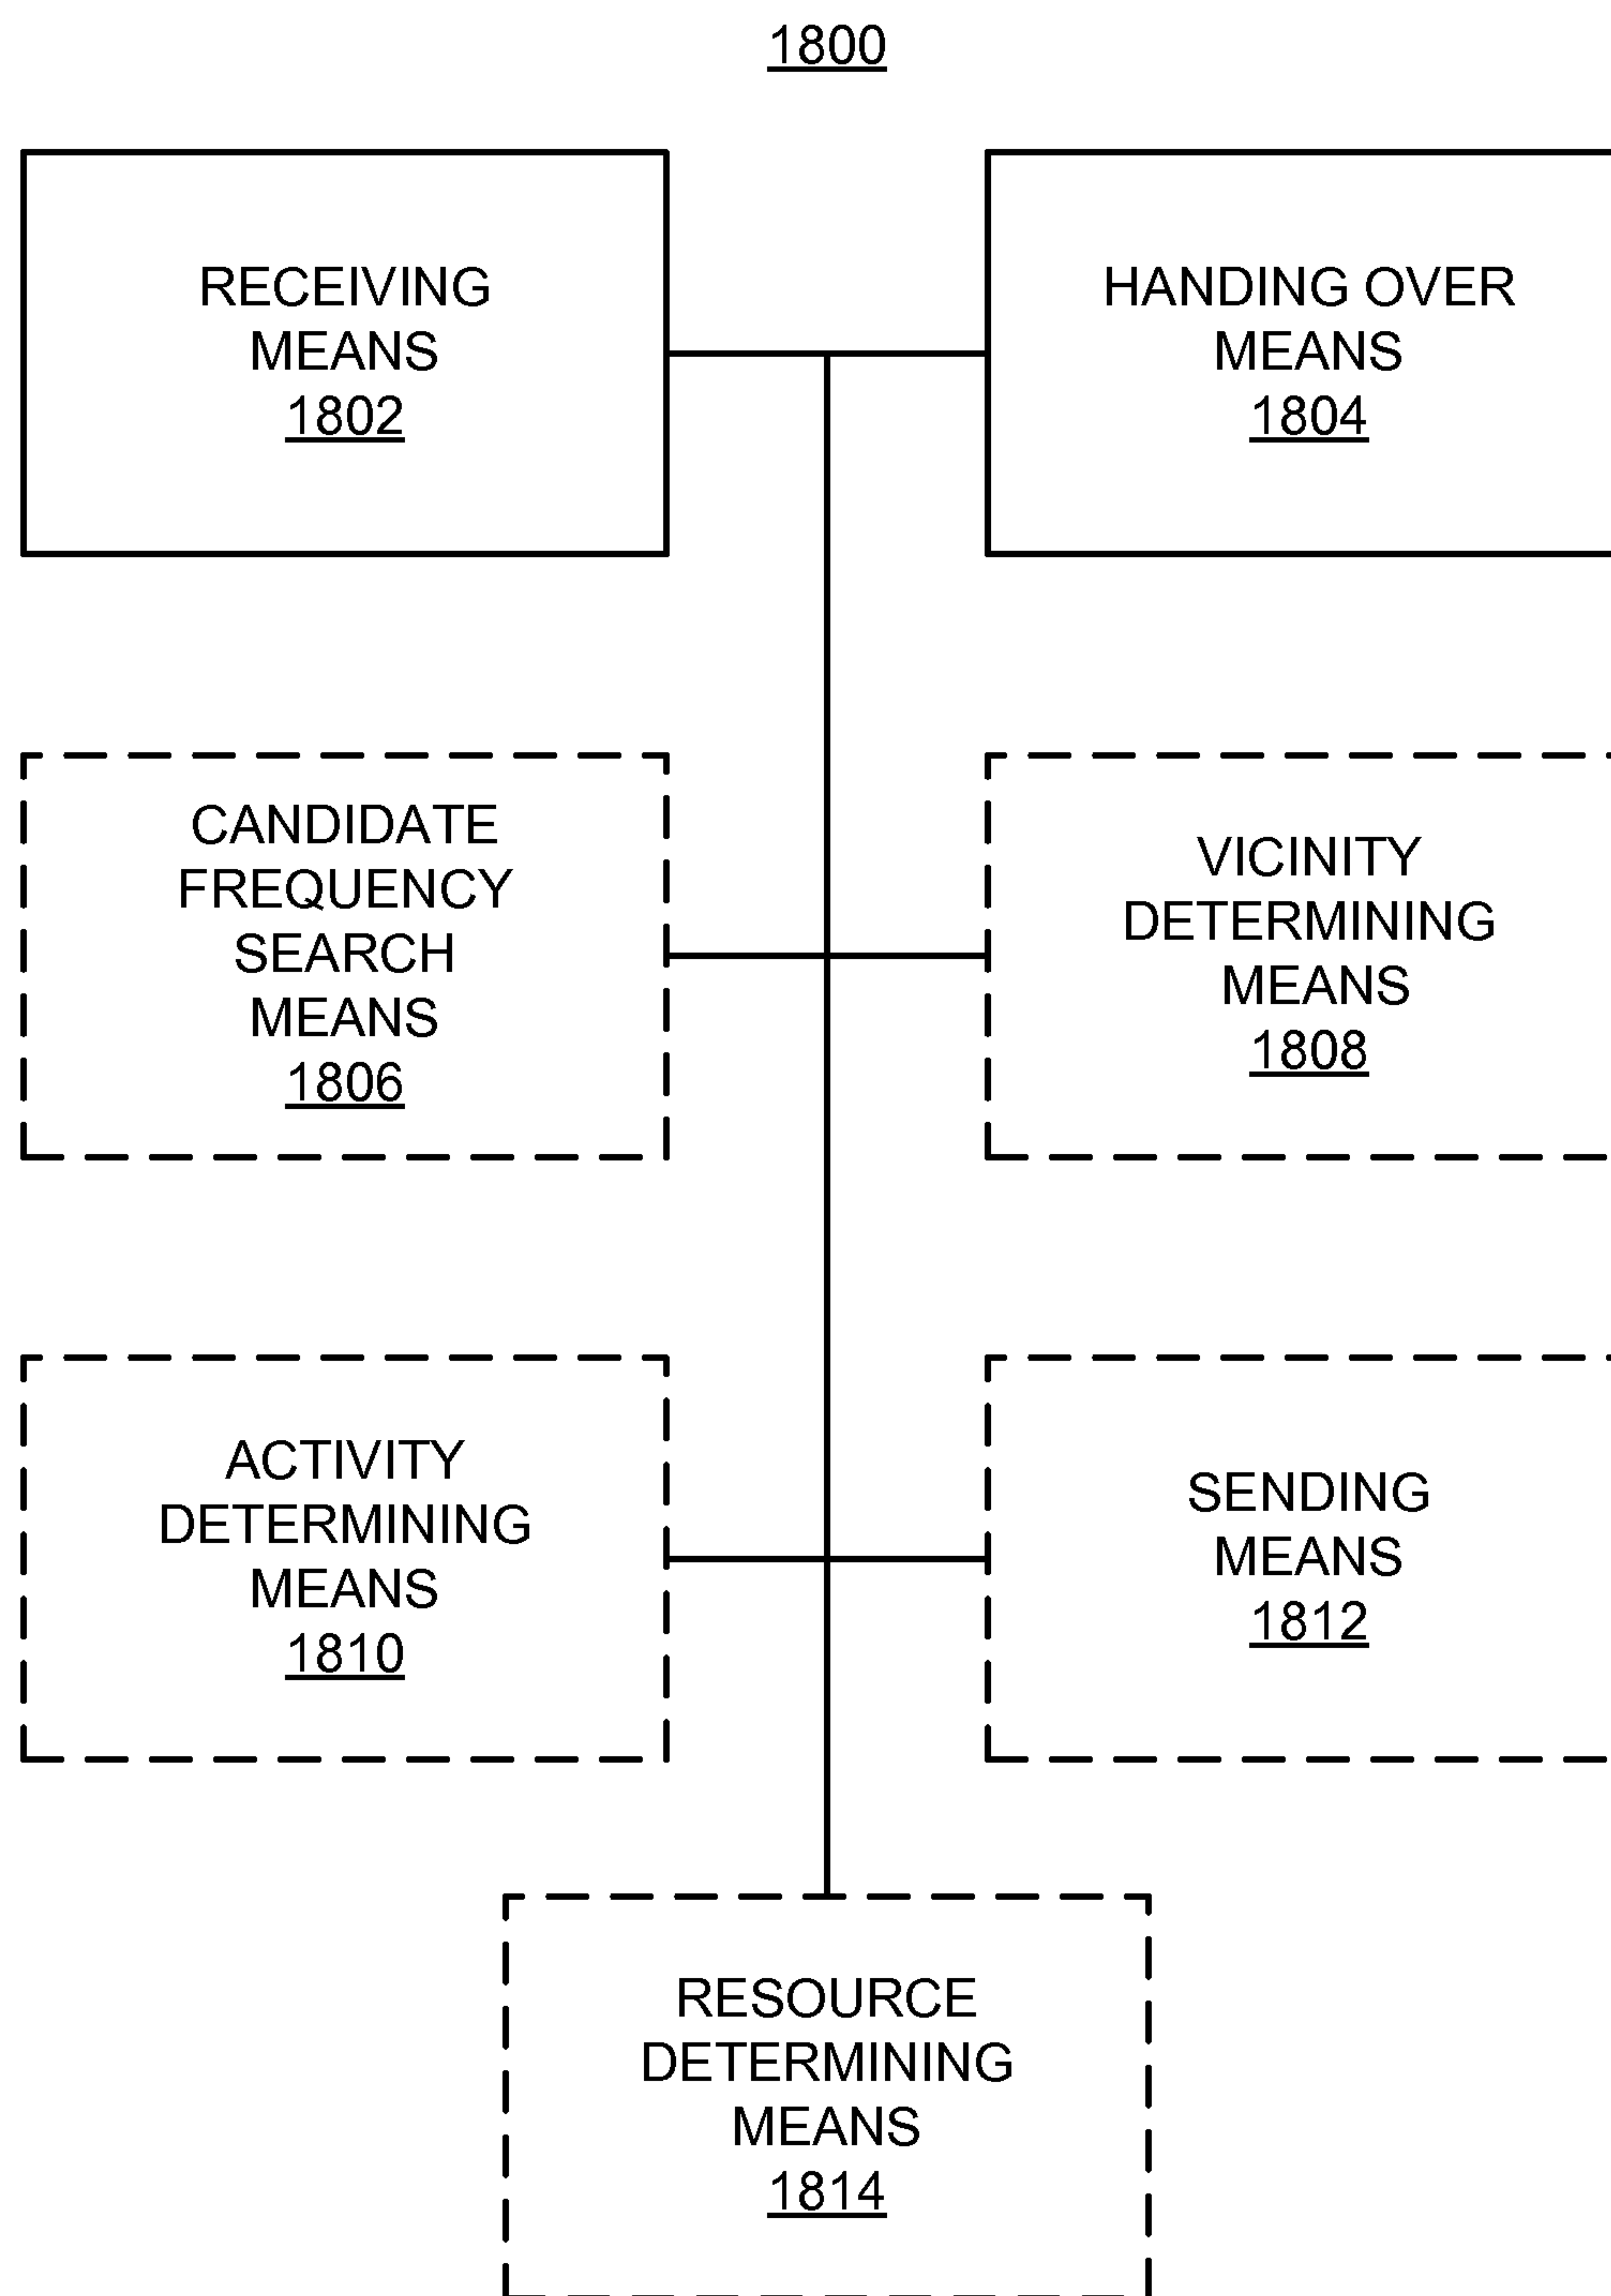 1800
RECEIVING
MEANS
1802
HANDING OVER
MEANS
1804
CANDIDATE
FREQUENCY
SEARCH
MEANS
1806
VICINITY
DETERMINING
MEANS
1808
ACTIVITY
DETERMINING
MEANS
1810
SENDING
MEANS
1812
RESOURCE
DETERMINING
MEANS
1814